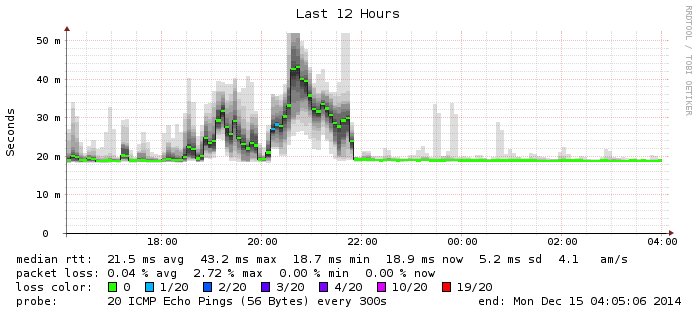 Last 12 Hours
RRDTOOL / TOBI OETIKER
Seconds
50 m
40 m
30 m
20 m
10 m
0
18:00 20:00 22:00 00:00 02:00 04:00
median rtt: 21.5 ms avg 43.2 ms max 18.7 ms min 18.9 ms now 5.2 ms sd 4.1 am/s
packet loss: 0.04 % avg 2.72 % max 0.00 % min 0.00 % now
loss color: 0 1/20 2/20 3/20 4/20 10/20 19/20
probe: 20 ICMP Echo Pings (56 Bytes) every 300s end: Mon Dec 15 04:05:06 2014